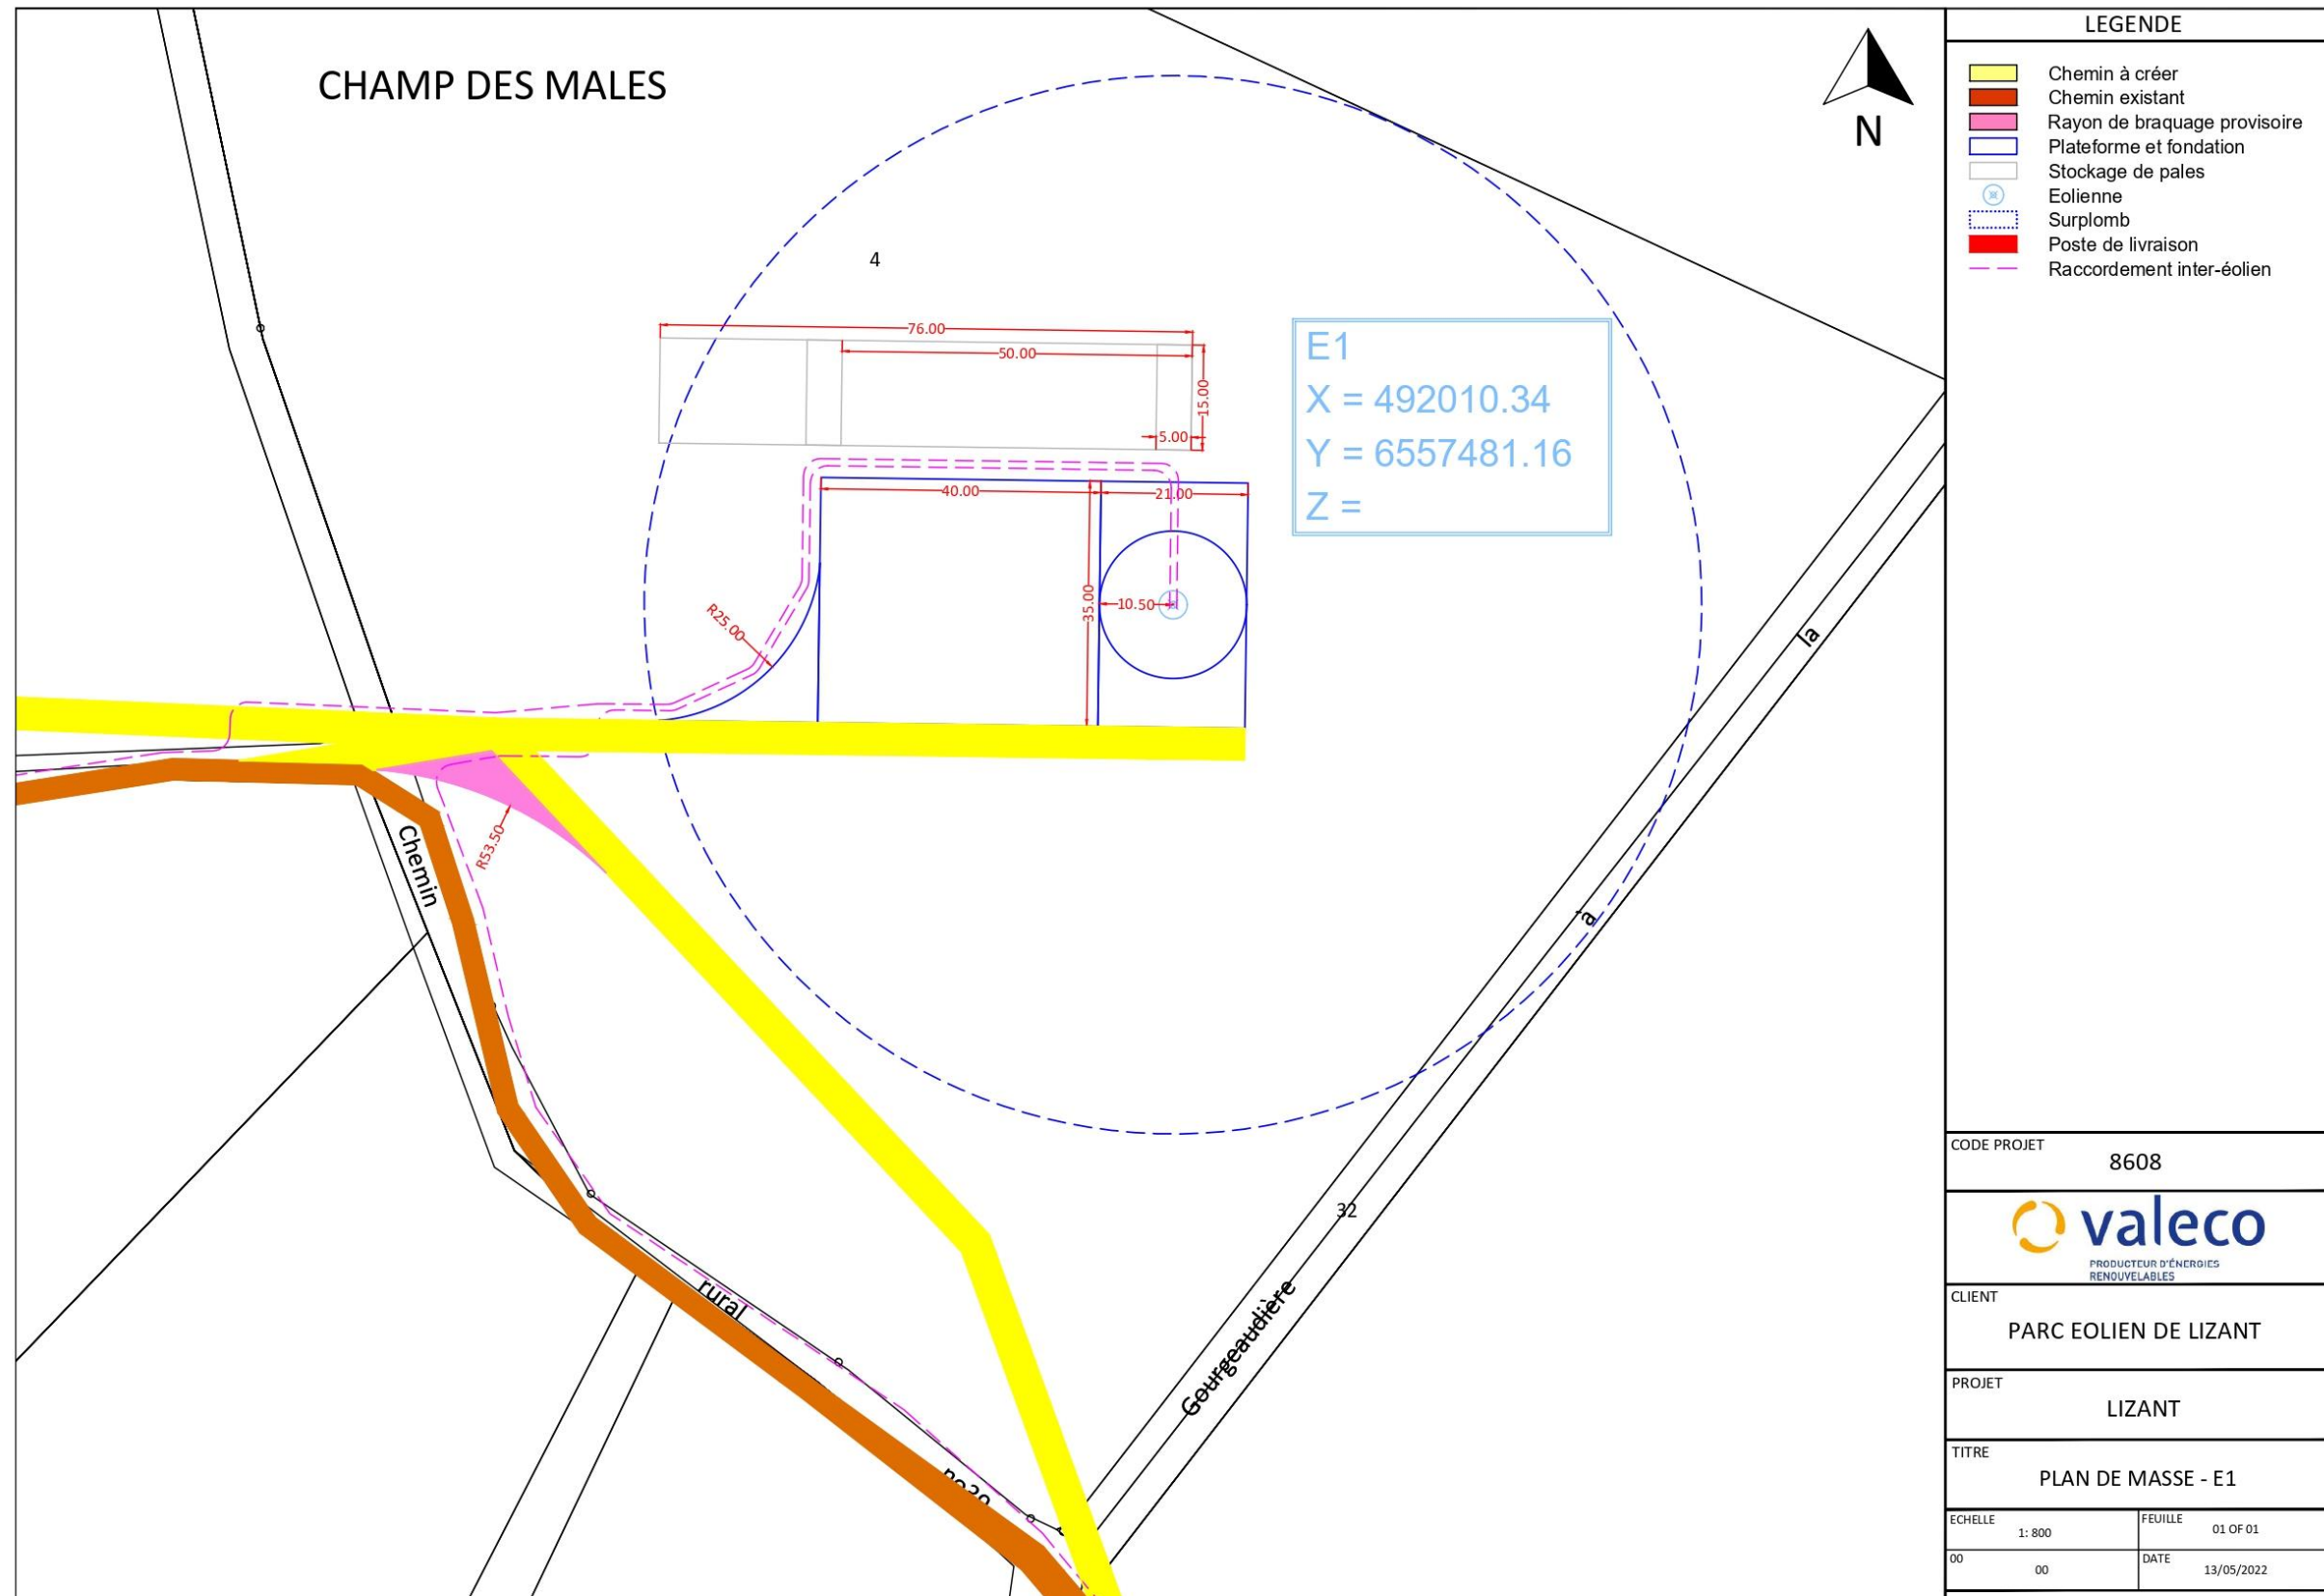 CHAMP DES MALES
N
4
76.00
50.00
15.00
5.00
E1
X = 492010.34
Y = 6557481.16
Z =
40.00
21.00
35.00
10.50
R25.00
R53.50
Chemin
rural
la
à
32
Gourgeaudière
LEGENDE
Chemin à créer
Chemin existant
Rayon de braquage provisoire
Plateforme et fondation
Stockage de pales
Eolienne
Surplomb
Poste de livraison
Raccordement inter-éolien
CODE PROJET
8608
valeco
PRODUCTEUR D'ÉNERGIES
RENOUVELABLES
CLIENT
PARC EOLIEN DE LIZANT
PROJET
LIZANT
TITRE
PLAN DE MASSE - E1
ECHELLE
1: 800
FEUILLE
01 OF 01
00
00
DATE
13/05/2022